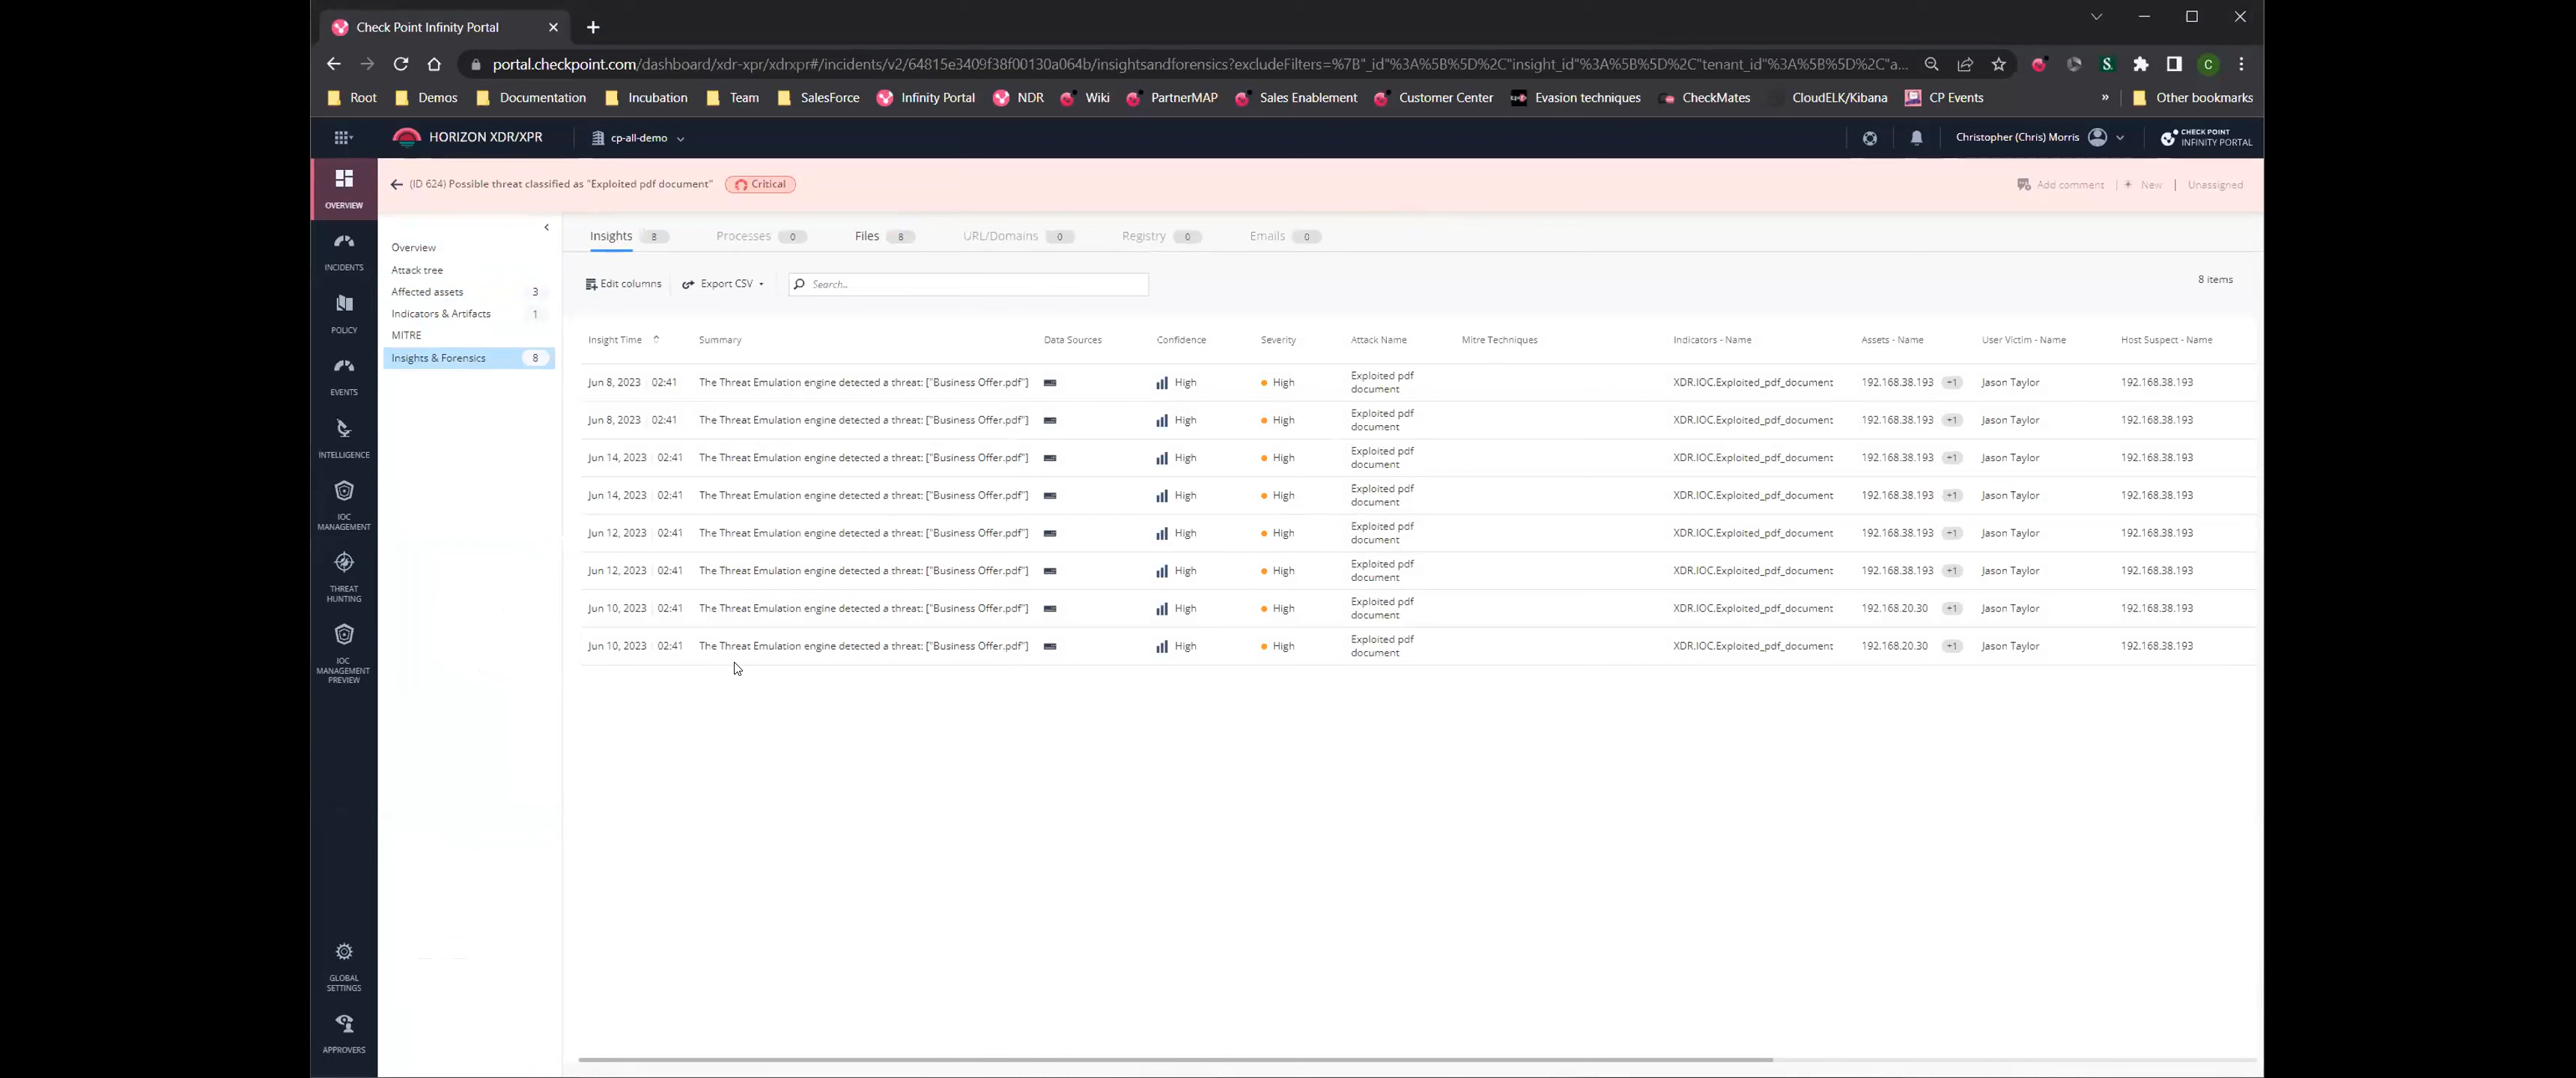 Check Point Infinity Portal
portal.checkpoint.com/dashboard/xdr-xpr/xdrxpr#/incidents/v2/64815e3409f38f00130a064b/insightsandforensics?excludeFilters=%7B"_id"%3A%5B%5D%2C"insight_id"%3A%5B%5D%2C"tenant_id"%3A%5B%5D%2C"a...
Root Demos Documentation Incubation Team SalesForce Infinity Portal NDR Wiki PartnerMAP Sales Enablement Customer Center Evasion techniques CheckMates CloudELK/Kibana CP Events » Other bookmarks
HORIZON XDR/XPR cp-all-demo Christopher (Chris) Morris CHECK POINT INFINITY PORTAL
(ID 624) Possible threat classified as "Exploited pdf document" Critical Add comment New Unassigned
OVERVIEW
INCIDENTS
POLICY
EVENTS
INTELLIGENCE
IOC
MANAGEMENT
THREAT
HUNTING
IOC
MANAGEMENT
PREVIEW
GLOBAL
SETTINGS
APPROVERS
Overview
Attack tree
Affected assets 3
Indicators & Artifacts 1
MITRE
Insights & Forensics 8
Insights 8 Processes 0 Files 8 URL/Domains 0 Registry 0 Emails 0
Edit columns Export CSV Search... 8 items
Insight Time Summary Data Sources Confidence Severity Attack Name Mitre Techniques Indicators - Name Assets - Name User Victim - Name Host Suspect - Name
Jun 8, 2023 02:41 The Threat Emulation engine detected a threat: ["Business Offer.pdf"] High High Exploited pdf document XDR.IOC.Exploited_pdf_document 192.168.38.193 +1 Jason Taylor 192.168.38.193
Jun 8, 2023 02:41 The Threat Emulation engine detected a threat: ["Business Offer.pdf"] High High Exploited pdf document XDR.IOC.Exploited_pdf_document 192.168.38.193 +1 Jason Taylor 192.168.38.193
Jun 14, 2023 02:41 The Threat Emulation engine detected a threat: ["Business Offer.pdf"] High High Exploited pdf document XDR.IOC.Exploited_pdf_document 192.168.38.193 +1 Jason Taylor 192.168.38.193
Jun 14, 2023 02:41 The Threat Emulation engine detected a threat: ["Business Offer.pdf"] High High Exploited pdf document XDR.IOC.Exploited_pdf_document 192.168.38.193 +1 Jason Taylor 192.168.38.193
Jun 12, 2023 02:41 The Threat Emulation engine detected a threat: ["Business Offer.pdf"] High High Exploited pdf document XDR.IOC.Exploited_pdf_document 192.168.38.193 +1 Jason Taylor 192.168.38.193
Jun 12, 2023 02:41 The Threat Emulation engine detected a threat: ["Business Offer.pdf"] High High Exploited pdf document XDR.IOC.Exploited_pdf_document 192.168.38.193 +1 Jason Taylor 192.168.38.193
Jun 10, 2023 02:41 The Threat Emulation engine detected a threat: ["Business Offer.pdf"] High High Exploited pdf document XDR.IOC.Exploited_pdf_document 192.168.20.30 +1 Jason Taylor 192.168.38.193
Jun 10, 2023 02:41 The Threat Emulation engine detected a threat: ["Business Offer.pdf"] High High Exploited pdf document XDR.IOC.Exploited_pdf_document 192.168.20.30 +1 Jason Taylor 192.168.38.193